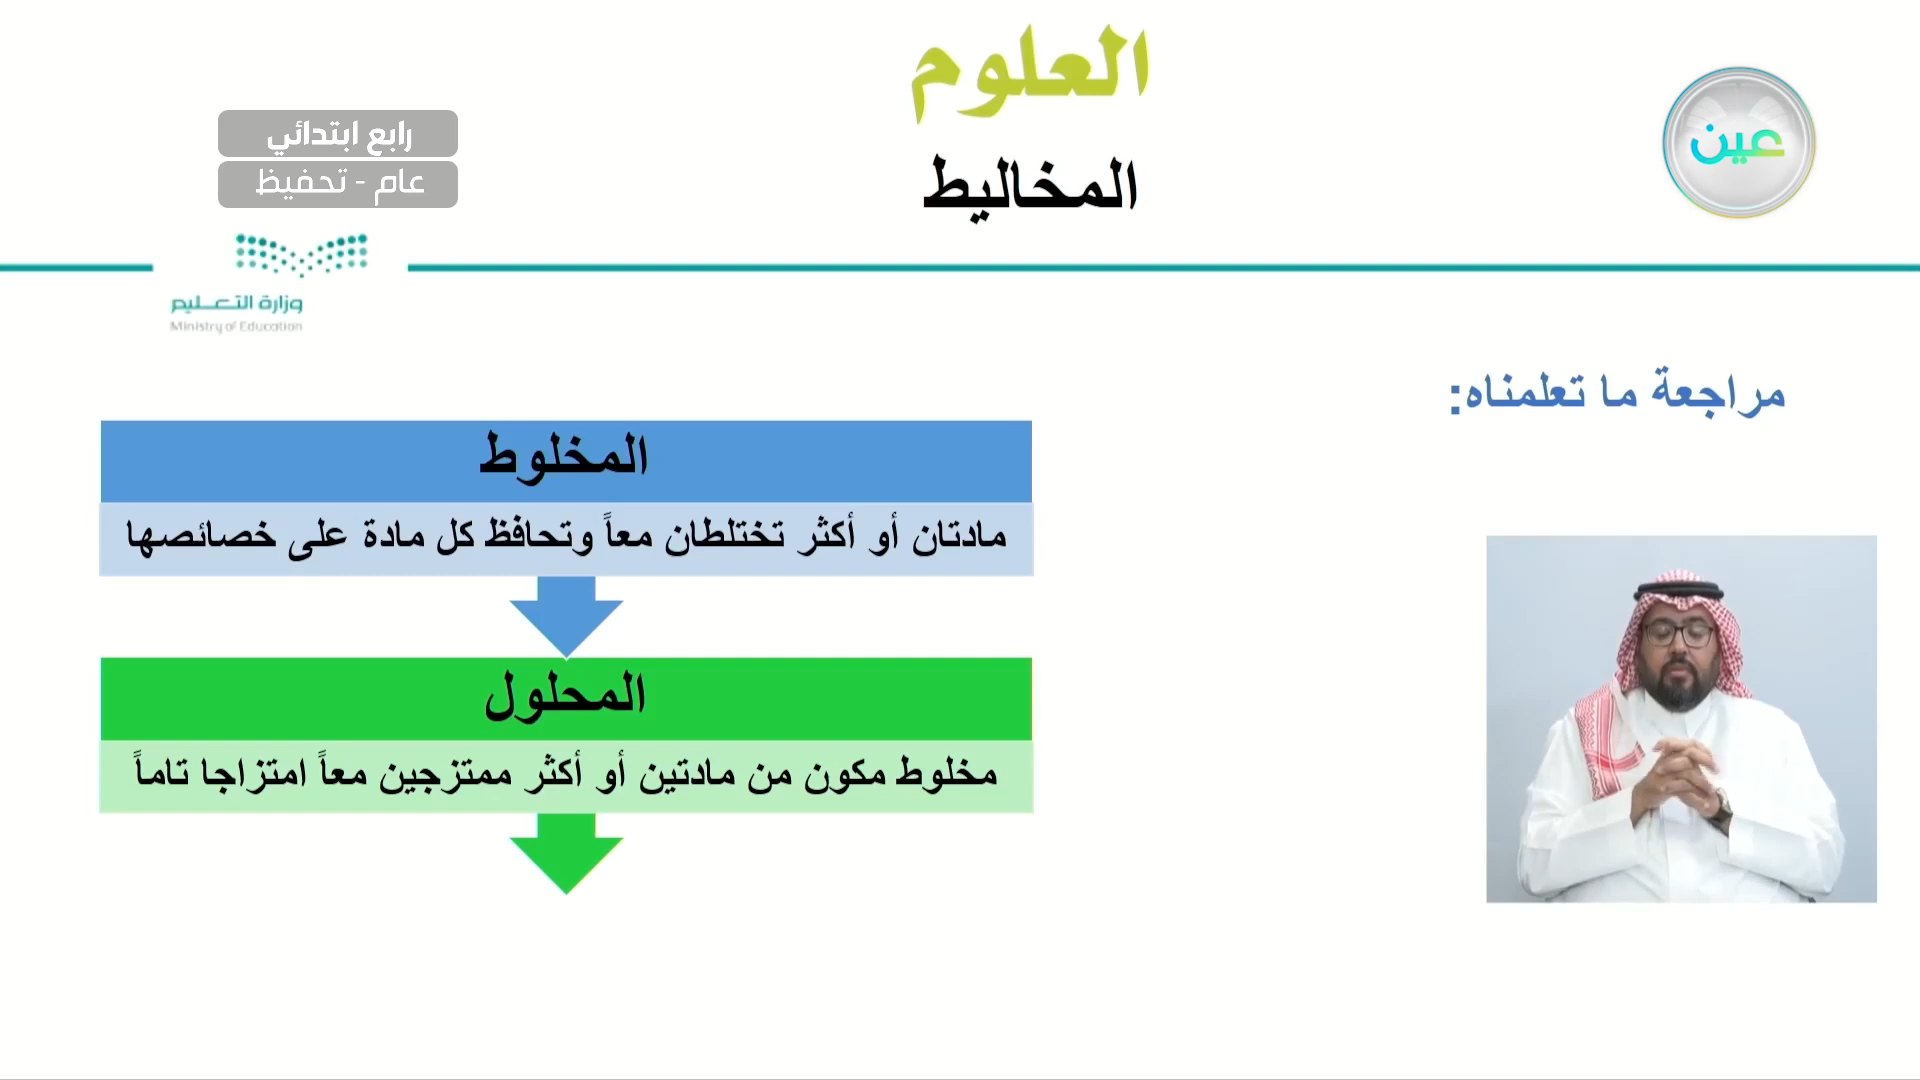 العلوم
المخاليط
عين
رابع ابتدائي
عام - تحفيظ
وزارة التعليم
Ministry of Education
مراجعة ما تعلمناه:
المخلوط
مادتان أو أكثر تختلطان معاً وتحافظ كل مادة على خصائصها
المحلول
مخلوط مكون من مادتين أو أكثر ممتزجين معاً امتزاجا تاماً